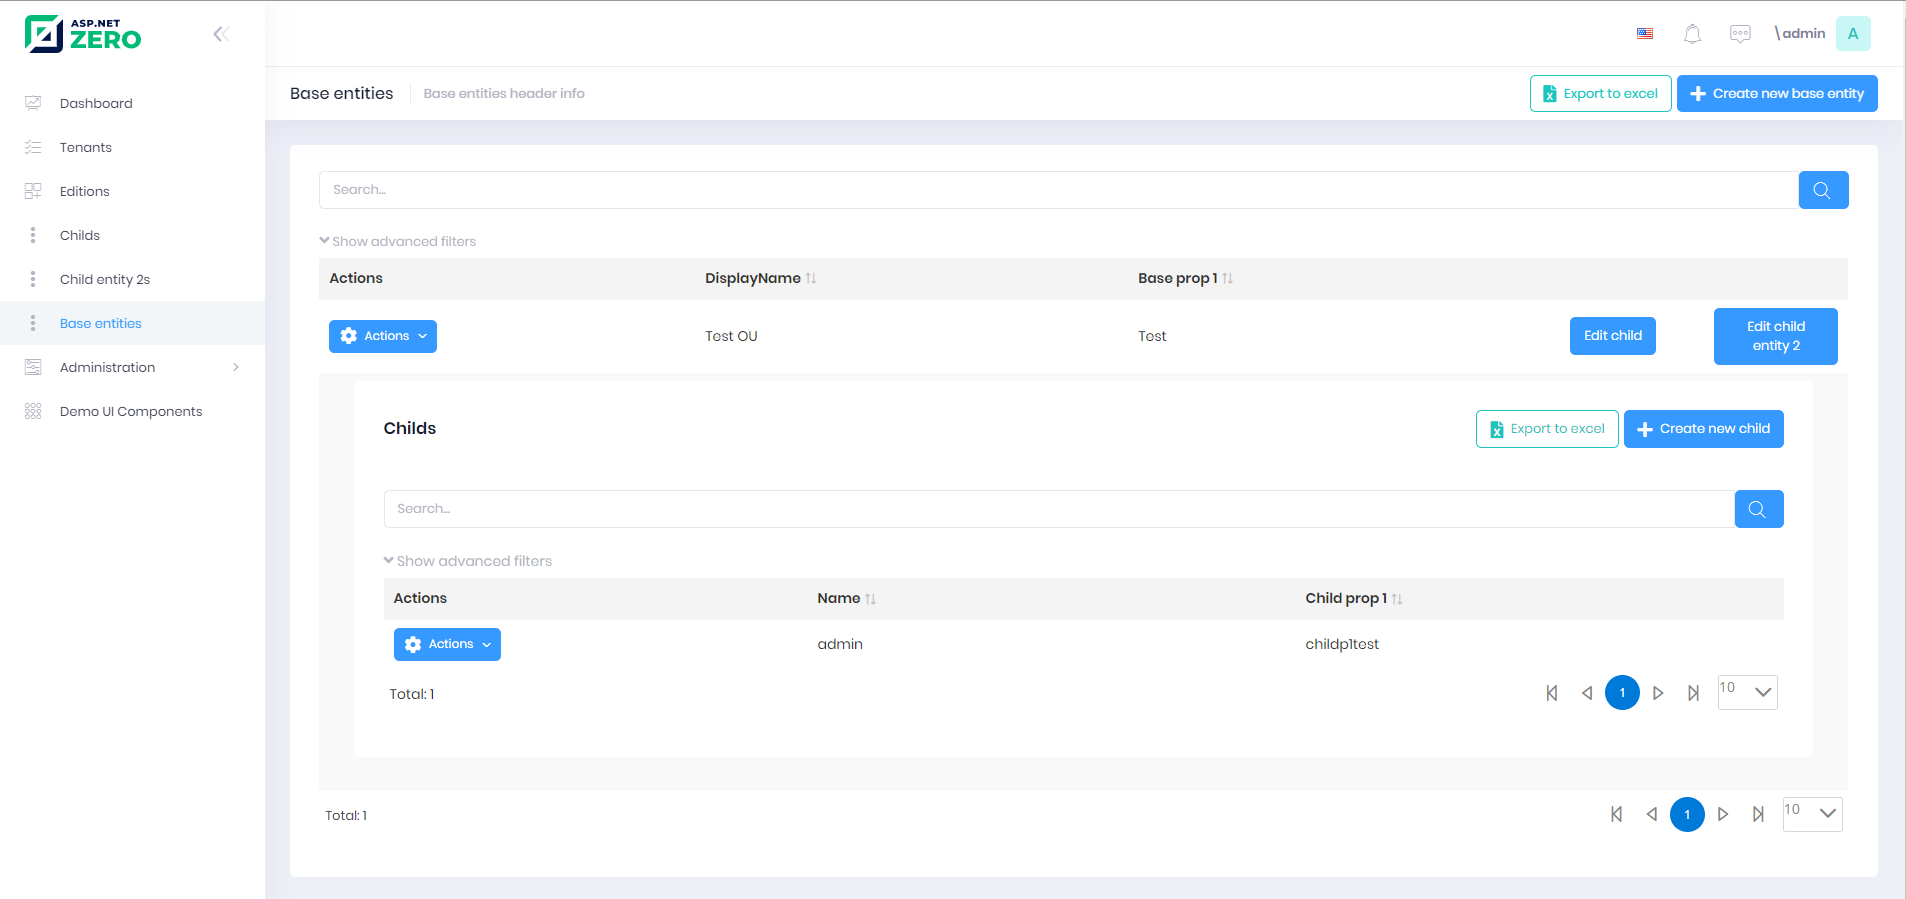 ASP.NET
ZERO
\admin
A
Dashboard
Tenants
Editions
Childs
Child entity 2s
Base entities
Administration
Demo UI Components
Base entities
Base entities header info
Export to excel
Create new base entity
Search...
Show advanced filters
Actions DisplayName Base prop 1
Actions Test OU Test Edit child Edit child
entity 2
Childs
Export to excel
Create new child
Search...
Show advanced filters
Actions Name Child prop 1
Actions admin childp1test
Total: 1
1
10
Total: 1
1
10